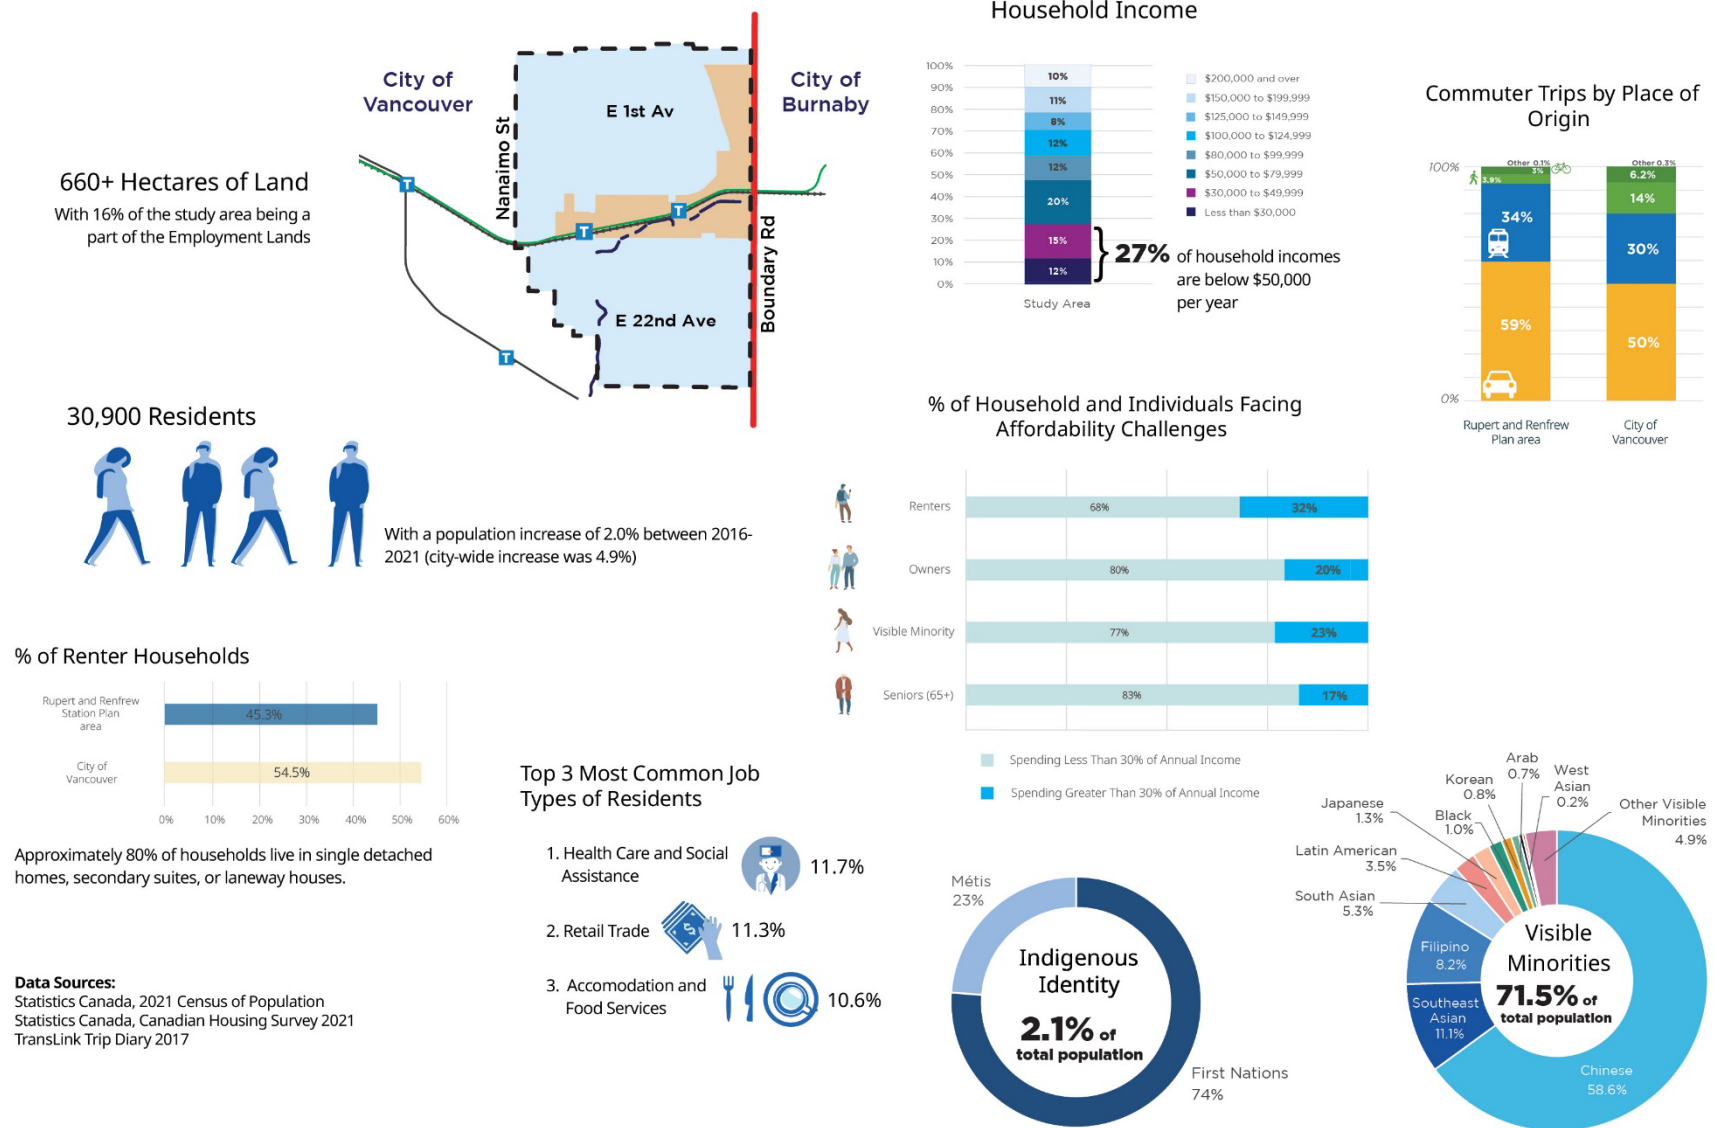 City of
Vancouver
City of
Burnaby
E 1st Av
Nanaimo St
Boundary Rd
E 22nd Ave
T
T
T
T
660+ Hectares of Land
With 16% of the study area being a
part of the Employment Lands
30,900 Residents
With a population increase of 2.0% between 2016-
2021 (city-wide increase was 4.9%)
% of Renter Households
Rupert and Renfrew
Station Plan
area
45.3%
City of
Vancouver
54.5%
0% 10% 20% 30% 40% 50% 60%
Approximately 80% of households live in single detached
homes, secondary suites, or laneway houses.
Data Sources:
Statistics Canada, 2021 Census of Population
Statistics Canada, Canadian Housing Survey 2021
TransLink Trip Diary 2017
Top 3 Most Common Job
Types of Residents
1. Health Care and Social
Assistance
11.7%
2. Retail Trade
$
11.3%
3. Accomodation and
Food Services
10.6%
Household Income
100%
90%
80%
70%
60%
50%
40%
30%
20%
10%
0%
10%
11%
8%
12%
12%
20%
15%
12%
Study Area
$200,000 and over
$150,000 to $199,999
$125,000 to $149,999
$100,000 to $124,999
$80,000 to $99,999
$50,000 to $79,999
$30,000 to $49,999
Less than $30,000
27% of household incomes
are below $50,000
per year
Commuter Trips by Place of
Origin
100%
0%
Other 0.1%
3%
3.9%
34%
59%
Rupert and Renfrew
Plan area
Other 0.3%
6.2%
14%
30%
50%
City of
Vancouver
% of Household and Individuals Facing
Affordability Challenges
Renters 68% 32%
Owners 80% 20%
Visible Minority 77% 23%
Seniors (65+) 83% 17%
Spending Less Than 30% of Annual Income
Spending Greater Than 30% of Annual Income
Métis
23%
Indigenous
Identity
2.1% of
total population
First Nations
74%
Arab
0.7%
West
Asian
0.2%
Korean
0.8%
Other Visible
Minorities
4.9%
Japanese
1.3%
Black
1.0%
Latin American
3.5%
South Asian
5.3%
Filipino
8.2%
Southeast
Asian
11.1%
Visible
Minorities
71.5% of
total population
Chinese
58.6%